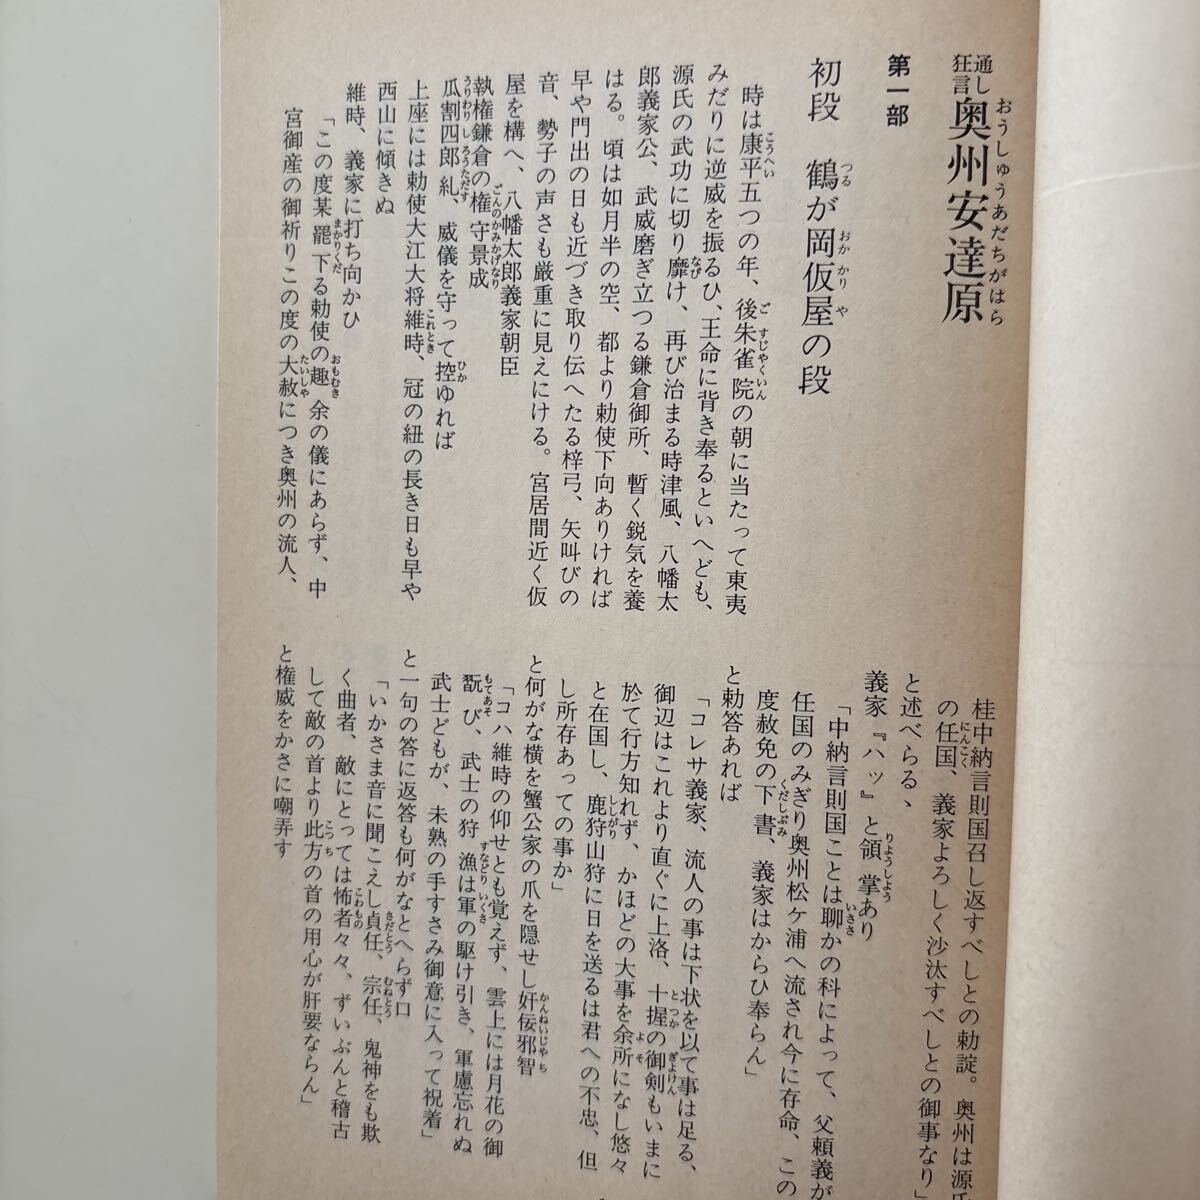 通し狂言 奥州安達原
第一部
初段　鶴が岡仮屋の段
時は康平五つの年、後朱雀院の朝に当たって東夷
みだりに逆威を振るひ、王命に背き奉るといへども、
源氏の武功に切り靡け、再び治まる時津風、八幡太
郎義家公、武威磨ぎ立つる鎌倉御所、暫く鋭気を養
はる。頃は如月半の空、都より勅使下向ありければ
早や門出の日も近づき取り伝へたる梓弓、矢叫びの
音、勢子の声さも厳重に見えにける。宮居間近く仮
屋を構へ、八幡太郎義家朝臣
執権鎌倉の権守景成
瓜割四郎糺、威儀を守って控ゆれば
上座には勅使大江大将維時、冠の紐の長き日も早や
西山に傾きぬ
維時、義家に打ち向かひ
「この度某罷下る勅使の趣余の儀にあらず、中
宮御産の御祈りこの度の大赦につき奥州の流人、
桂中納言則国召し返すべしとの勅諚。奥州は源氏
の任国、義家よろしく沙汰すべしとの御事なり」
と述べらる、
義家『ハッ』と領掌あり
「中納言則国ことは聊かの科によって、父頼義が
任国のみぎり奥州松ケ浦へ流され今に存命、この
度赦免の下書、義家はからひ奉らん」
と勅答あれば
「コレサ義家、流人の事は下状を以て事は足る、
御辺はこれより直ぐに上洛、十握の御剣もいまに
於て行方知れず、かほどの大事を余所になし悠々
と在国し、鹿狩山狩に日を送るは君への不忠、但
し所存あっての事か」
と何がな横を蟹公家の爪を隠せし奸佞邪智
「コハ維時の仰せとも覚えず、雲上には月花の御
翫び、武士の狩漁は軍の駆け引き、軍慮忘れぬ
武士どもが、未熟の手すさみ御意に入って祝着」
と一句の答に返答も何がなとへらず口
「いかさま音に聞こえし貞任、宗任、鬼神をも欺
く曲者、敵にとっては怖者々々、ずいぶんと稽古
して敵の首より此方の首の用心が肝要ならん」
と権威をかさに嘲弄す